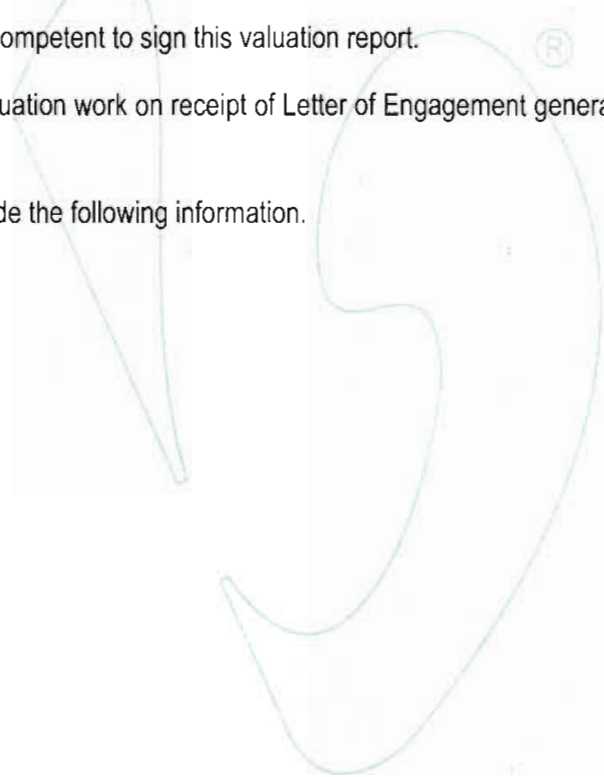 ompetent to sign this valuation report.
uation work on receipt of Letter of Engagement genera
de the following information.
®